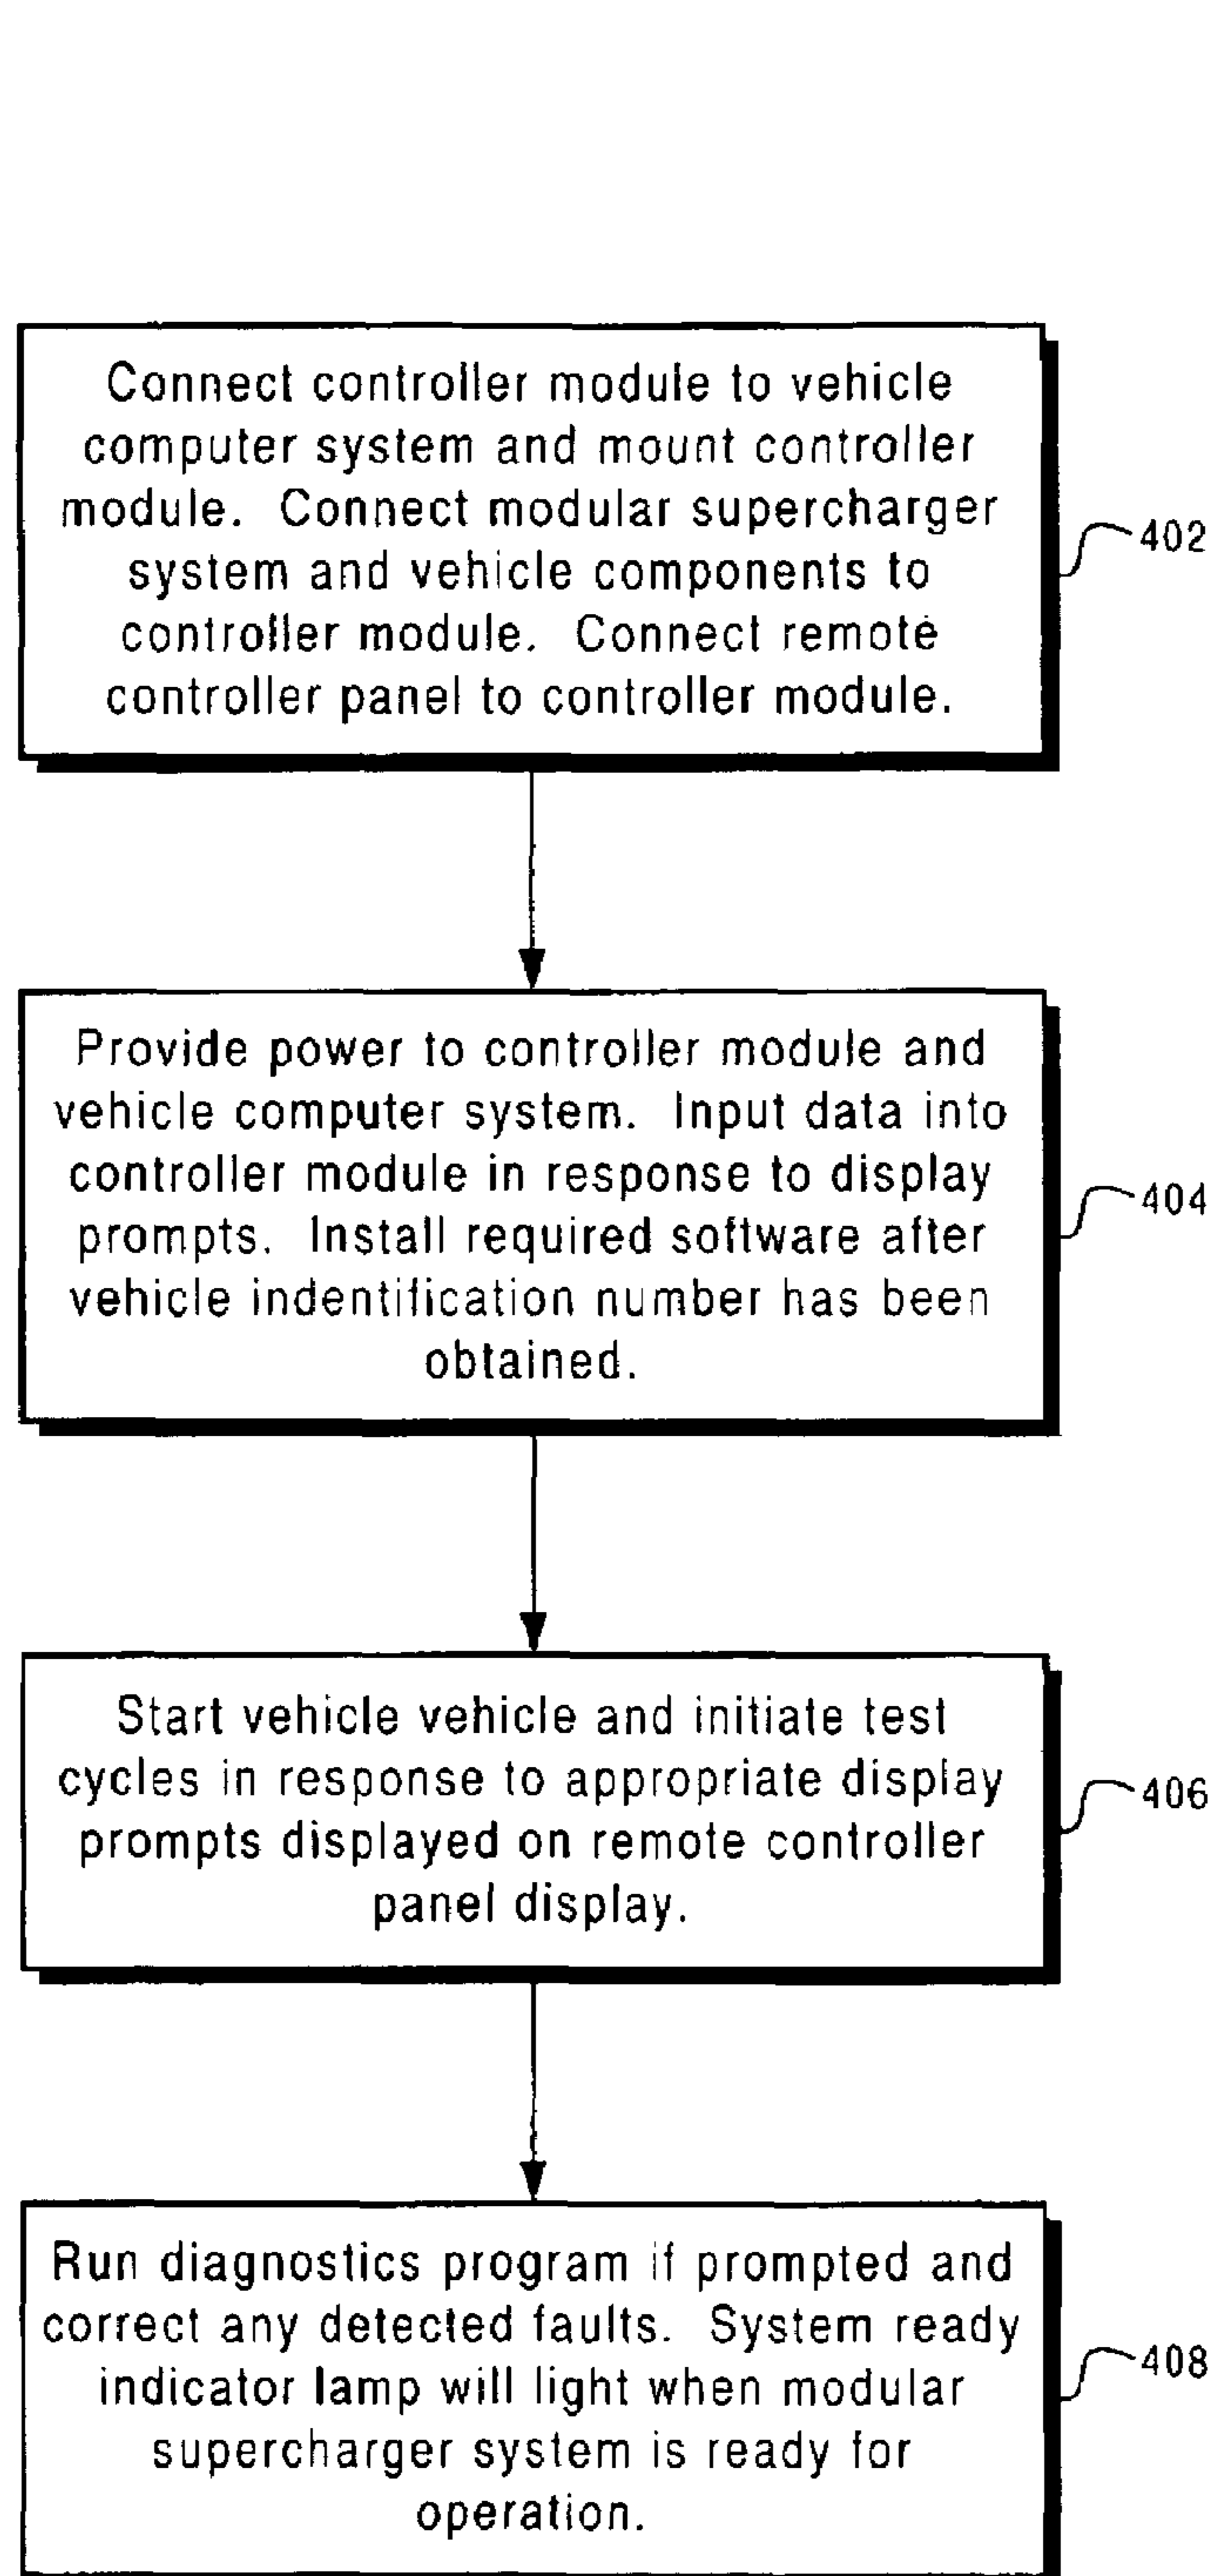 Connect controller module to vehicle
computer system and mount controller
module. Connect modular supercharger
system and vehicle components to
controller module. Connect remote
controller panel to controller module.
402
Provide power to controller module and
vehicle computer system. Input data into
controller module in response to display
prompts. Install required software after
vehicle indentification number has been
obtained.
404
Start vehicle vehicle and initiate test
cycles in response to appropriate display
prompts displayed on remote controller
panel display.
406
Run diagnostics program if prompted and
correct any detected faults. System ready
indicator lamp will light when modular
supercharger system is ready for
operation.
408